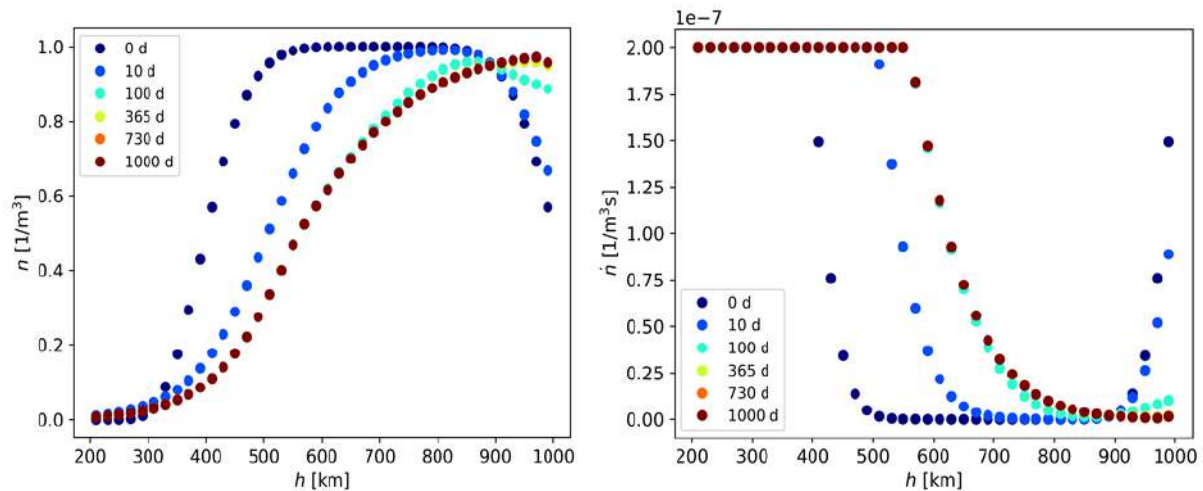 1.0
0.8
0.6
0.4
0.2
0.0
n [1/m³]
200 300 400 500 600 700 800 900 1000
h [km]
0 d
10 d
100 d
365 d
730 d
1000 d
1e−7
2.00
1.75
1.50
1.25
1.00
0.75
0.50
0.25
0.00
ṅ [1/m³s]
200 300 400 500 600 700 800 900 1000
h [km]
0 d
10 d
100 d
365 d
730 d
1000 d